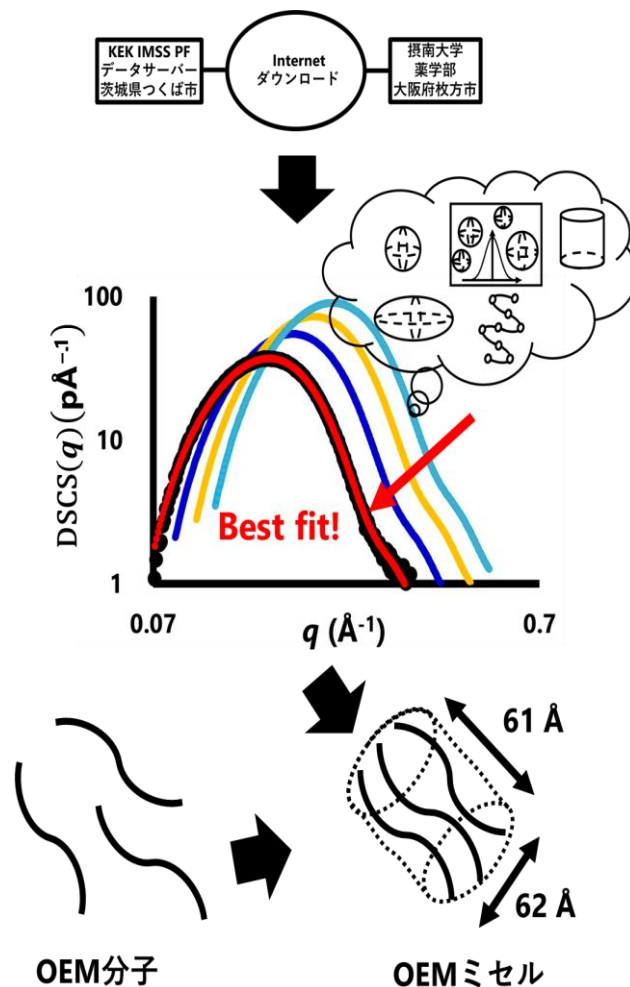 KEK IMSS PF
データサーバー
茨城県つくば市
Internet
ダウンロード
摂南大学
薬学部
大阪府枚方市
100
10
1
DSCS(q)(pÅ⁻·¹)
Best fit!
0.07
0.7
q (Å⁻¹)
61 Å
62 Å
OEM分子
OEMミセル